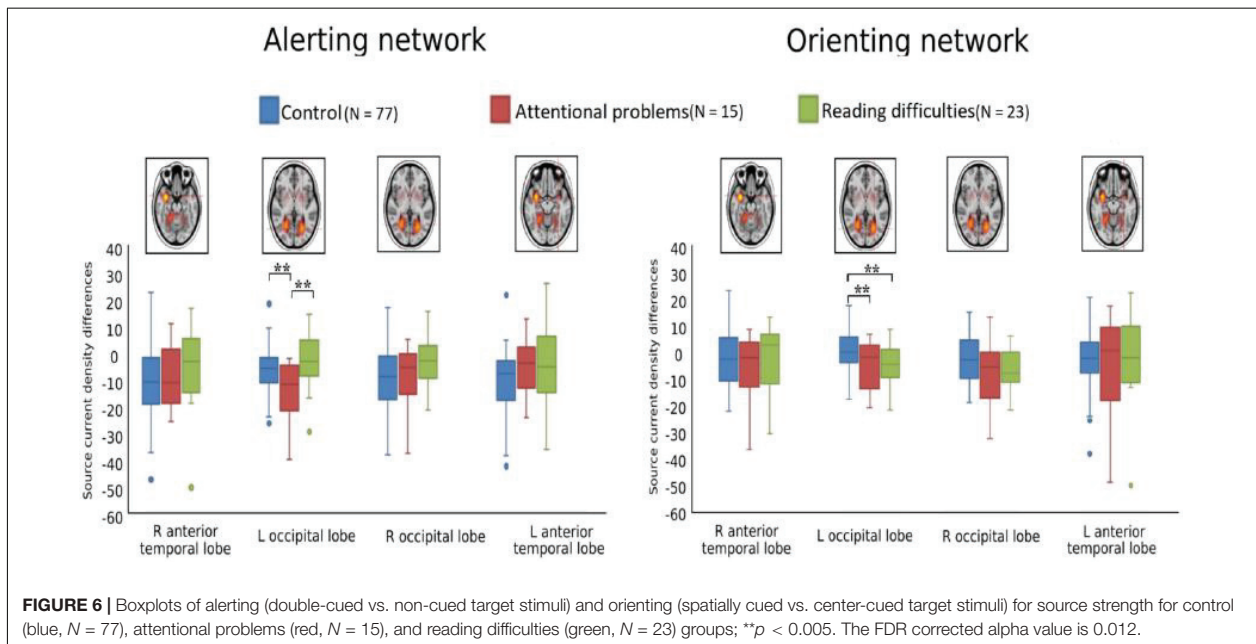 Alerting network
Orienting network
Control(N = 77)
Attentional problems(N = 15)
Reading difficulties(N = 23)
Source current density differences
40
30
20
10
0
-10
-20
-30
-40
-50
-60
**
**
R anterior
temporal lobe
L occipital lobe
R occipital lobe
L anterior
temporal lobe
Source current density differences
40
30
20
10
0
-10
-20
-30
-40
-50
-60
**
**
R anterior
temporal lobe
L occipital lobe
R occipital lobe
L anterior
temporal lobe
FIGURE 6 | Boxplots of alerting (double-cued vs. non-cued target stimuli) and orienting (spatially cued vs. center-cued target stimuli) for source strength for control
(blue, N = 77), attentional problems (red, N = 15), and reading difficulties (green, N = 23) groups; **p < 0.005. The FDR corrected alpha value is 0.012.